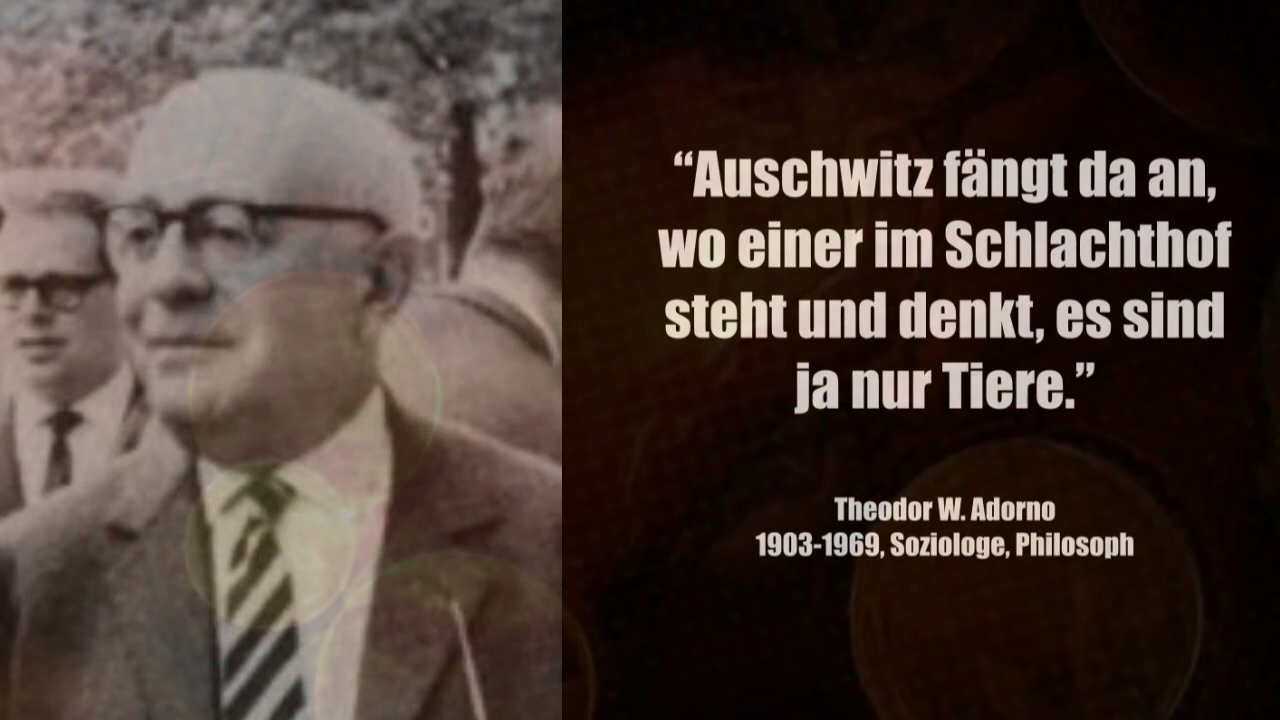 “Auschwitz fängt da an,
wo einer im Schlachthof
steht und denkt, es sind
ja nur Tiere.”
Theodor W. Adorno
1903-1969, Soziologe, Philosoph